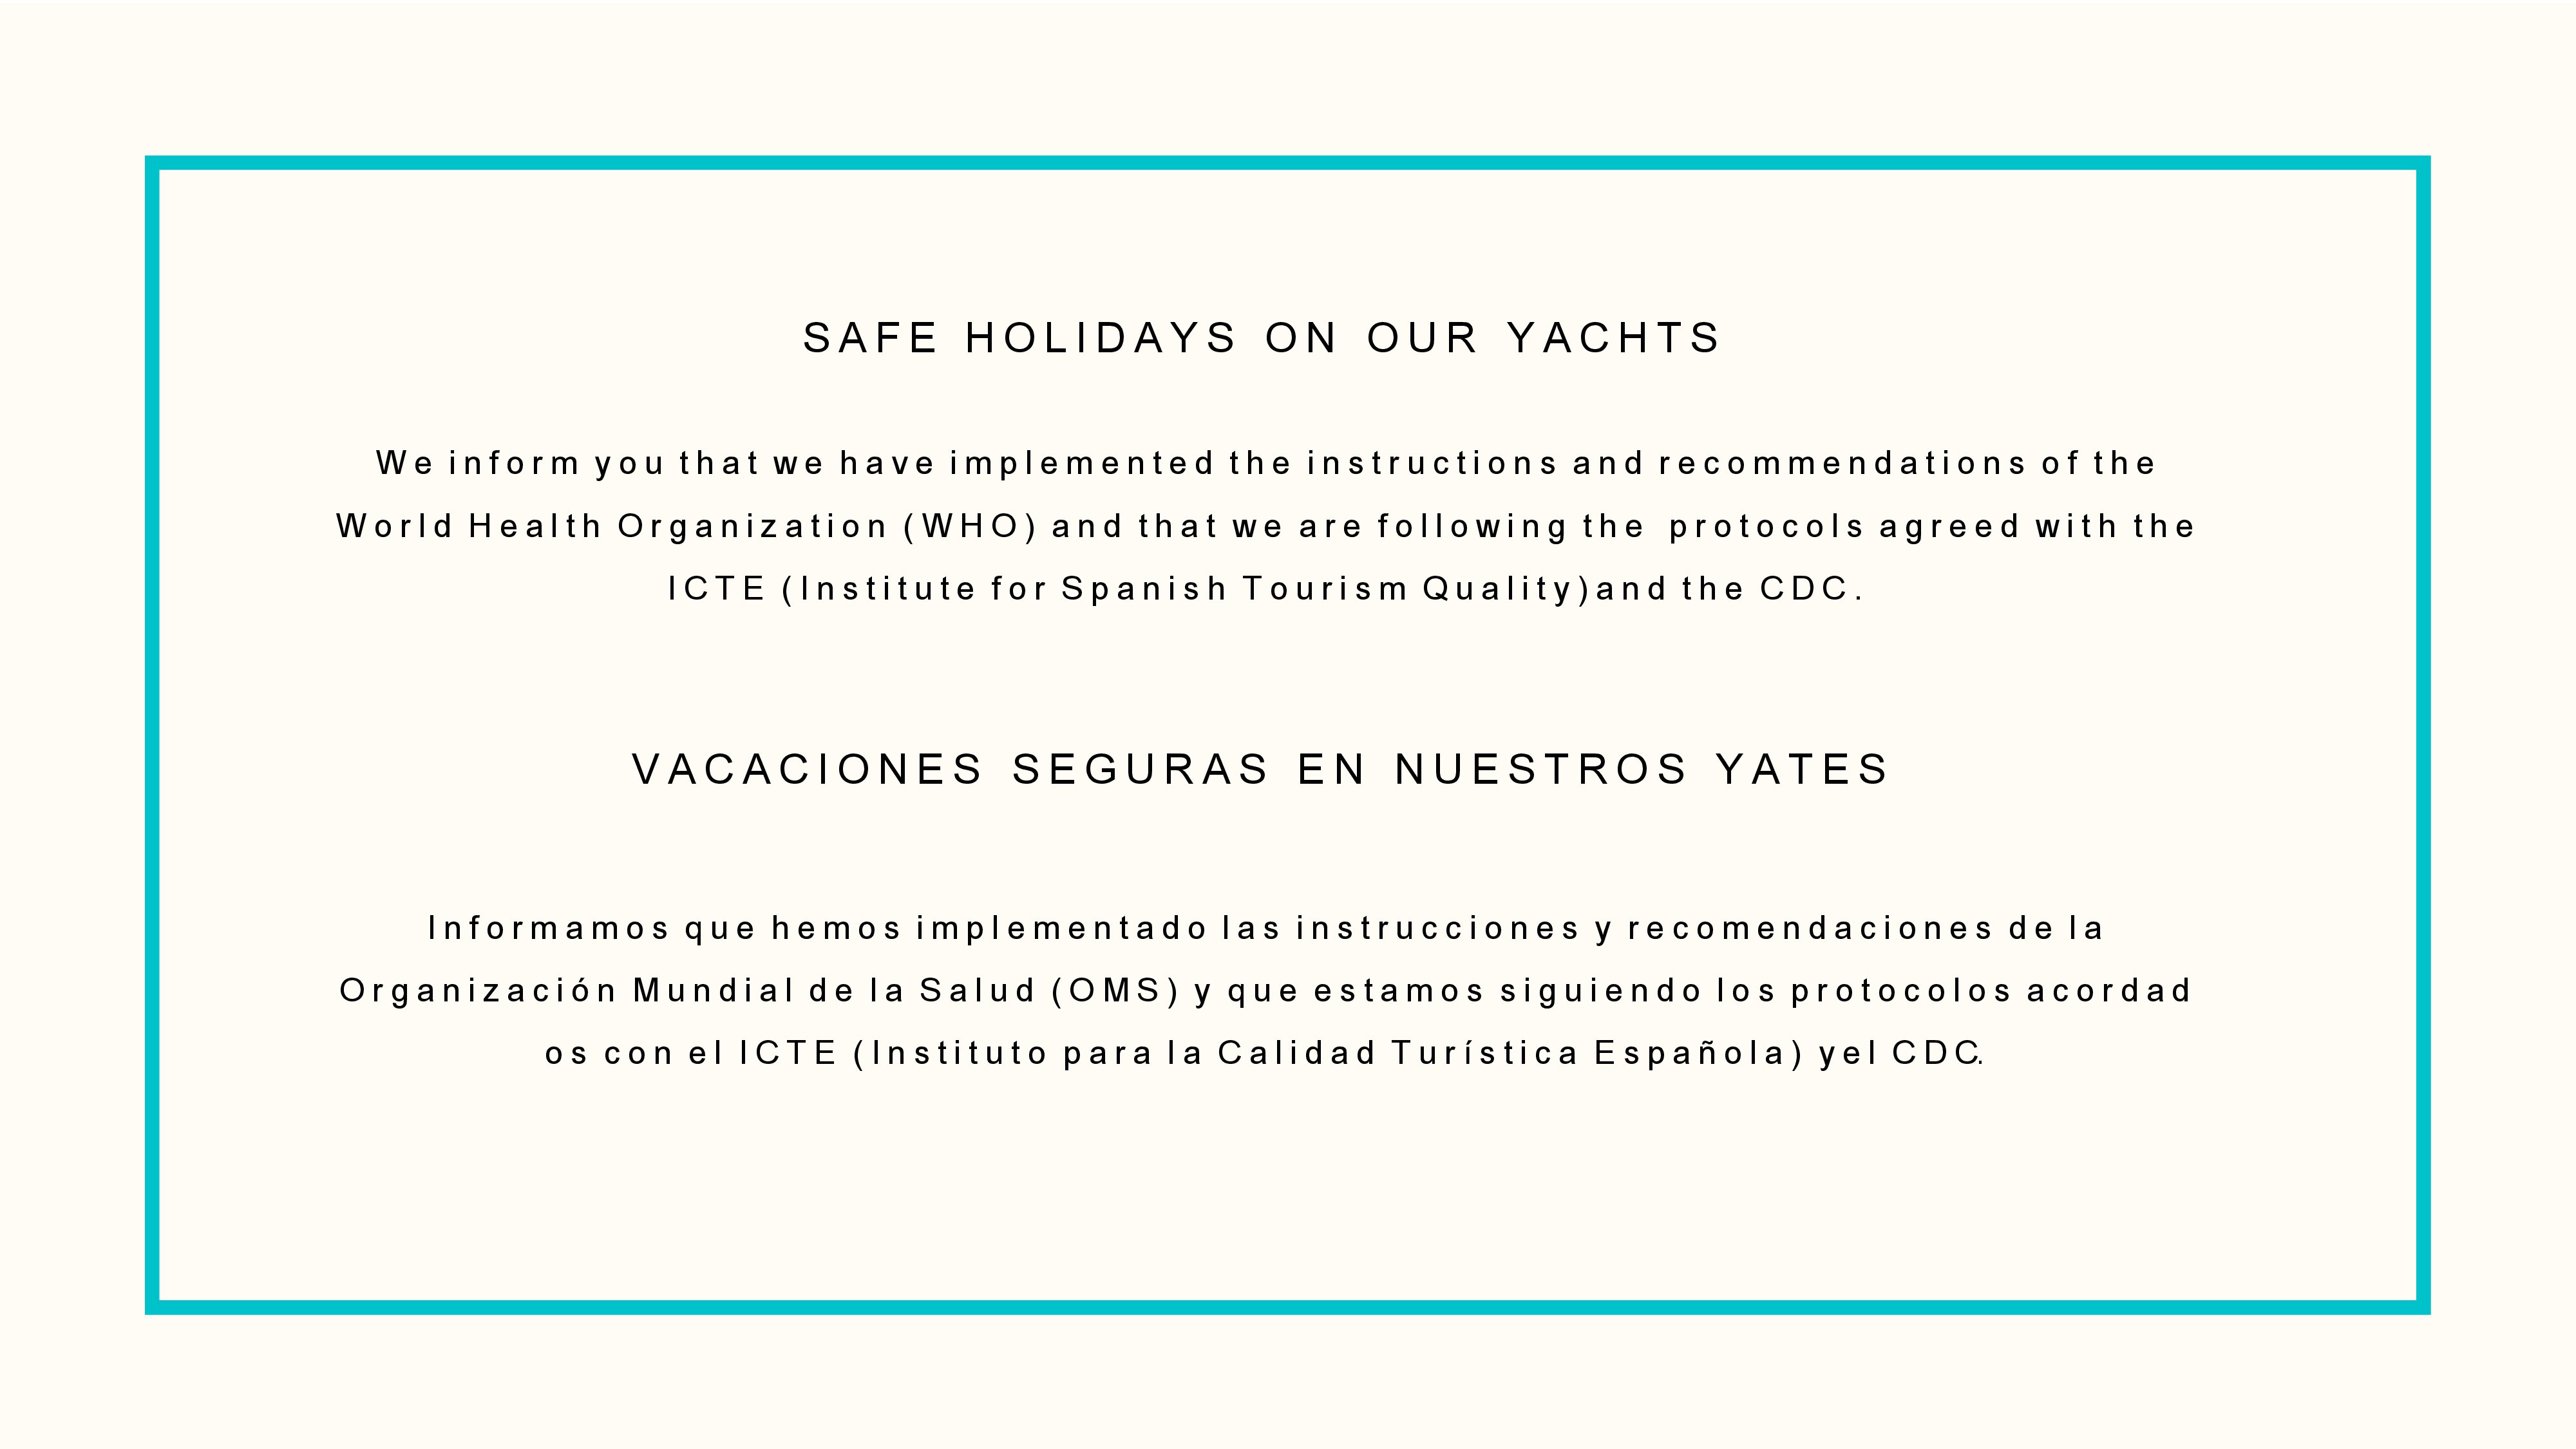 SAFE HOLIDAYS ON OUR YACHTS
We inform you that we have implemented the instructions and recommendations of the
World Health Organization (WHO) and that we are following the protocols agreed with the
ICTE (Institute for Spanish Tourism Quality)and the CDC.
VACACIONES SEGURAS EN NUESTROS YATES
Informamos que hemos implementado las instrucciones y recomendaciones de la
Organización Mundial de la Salud (OMS) y que estamos siguiendo los protocolos acordad
os con el ICTE (Instituto para la Calidad Turística Española) yel CDC.